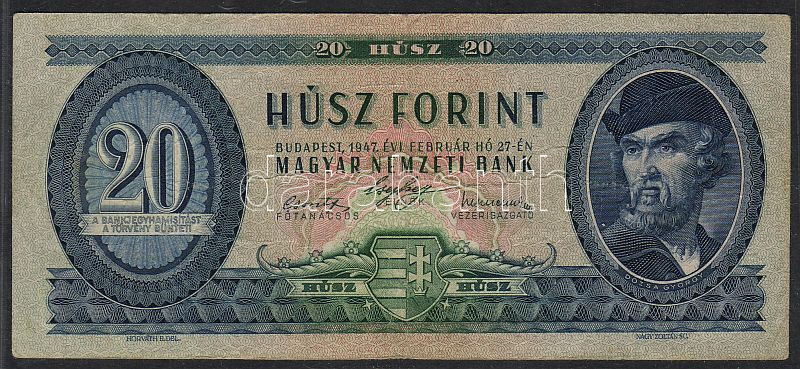 20 HÚSZ 20
HÚSZ FORINT
BUDAPEST, 1947. ÉVI FEBRUÁR HÓ 27-ÉN
MAGYAR NEMZETI BANK
FŐTANÁCSOS
VEZÉRIGAZGATÓ
20
A BANKJEGYHAMISÍTÁST
A TÖRVÉNY BÜNTETI
DÓZSA GYÖRGY
HÚSZ HÚSZ
HORVÁTH E. DEL.
NAGY ZOLTÁN SC.
darabanth